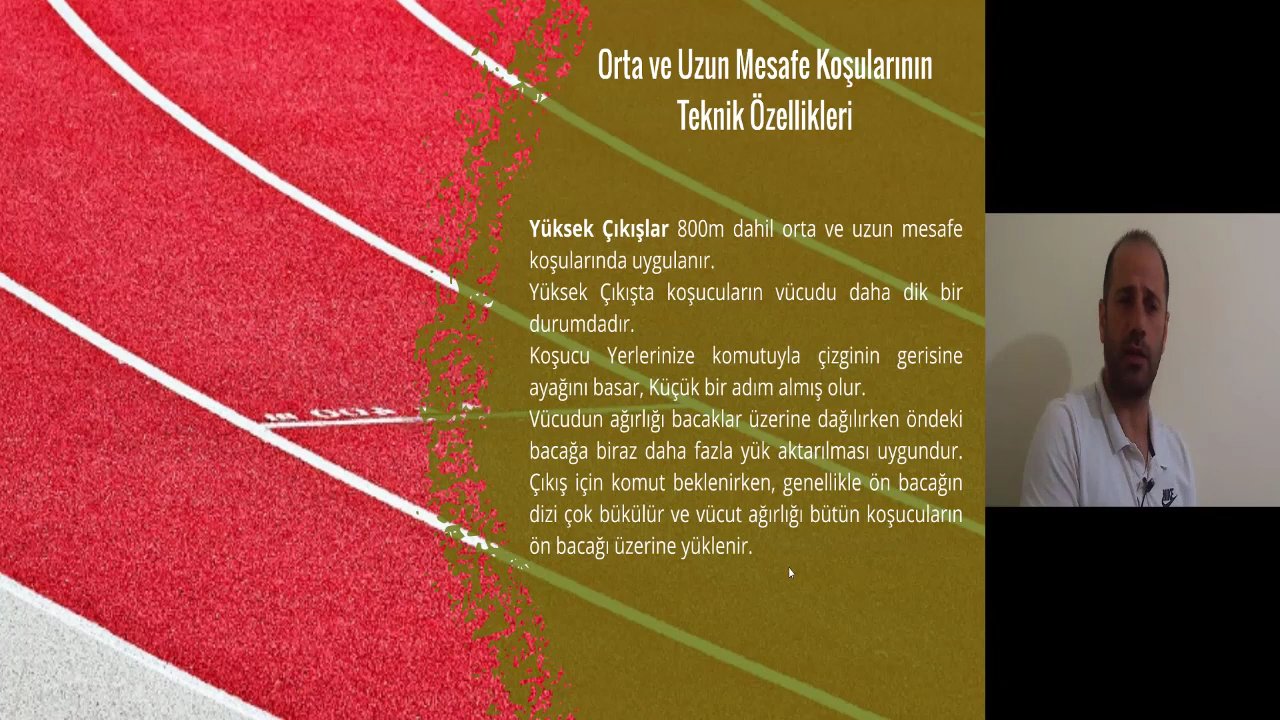 Orta ve Uzun Mesafe Koşularının
Teknik Özellikleri
Yüksek Çıkışlar 800m dahil orta ve uzun mesafe
koşularında uygulanır.
Yüksek Çıkışta koşucuların vücudu daha dik bir
durumdadır.
Koşucu Yerlerinize komutuyla çizginin gerisine
ayağını basar, Küçük bir adım almış olur.
Vücudun ağırlığı bacaklar üzerine dağılırken öndeki
bacağa biraz daha fazla yük aktarılması uygundur.
Çıkış için komut beklenirken, genellikle ön bacağın
dizi çok bükülür ve vücut ağırlığı bütün koşucuların
ön bacağı üzerine yüklenir.
NIKE